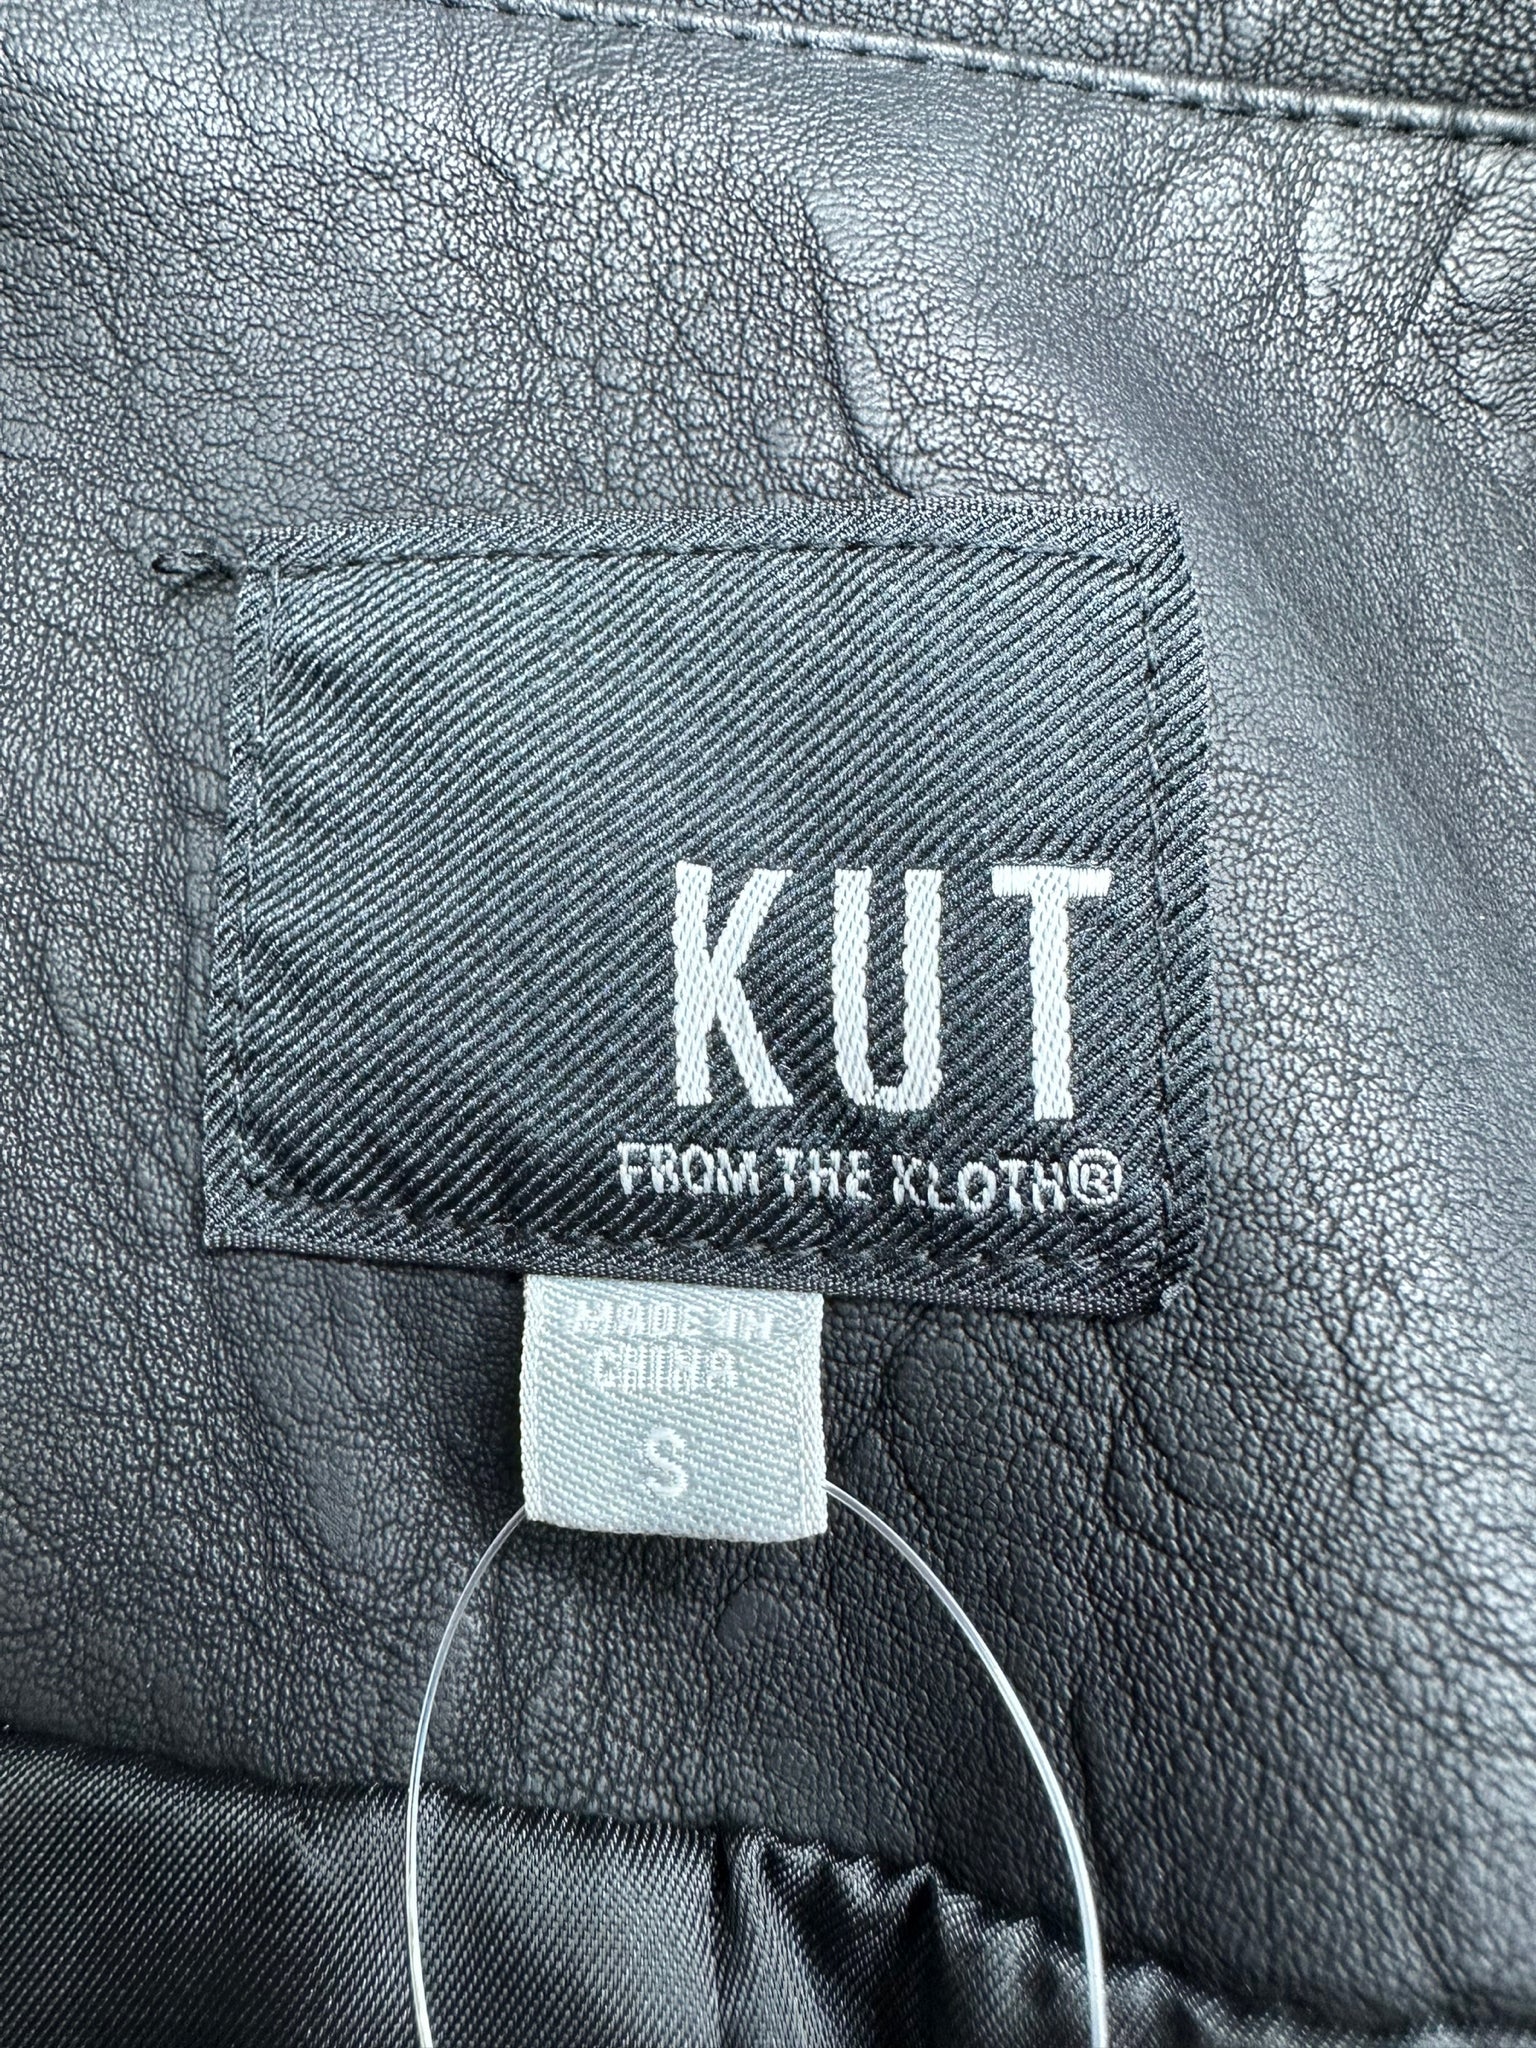 KUT
FROM THE KLOTH®
MADE IN
CHINA
S